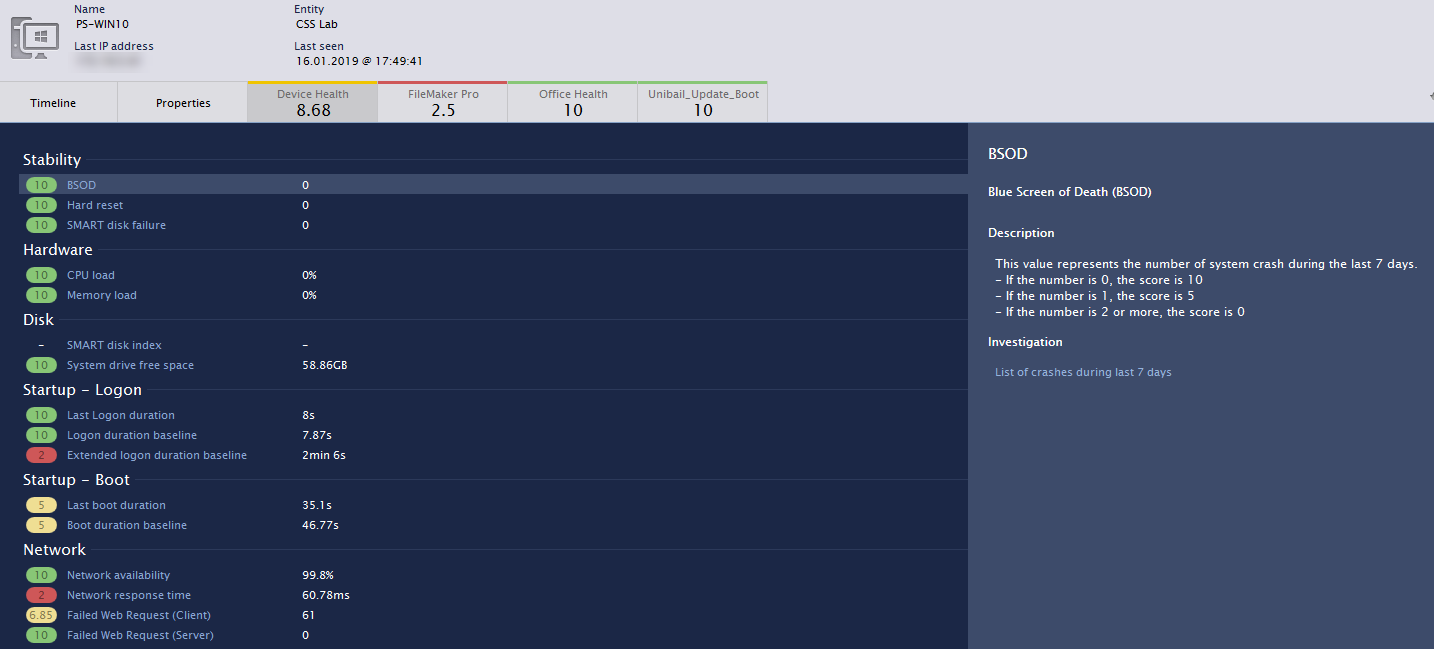 Name
PS-WIN10
Last IP address
Entity
CSS Lab
Last seen
16.01.2019 @ 17:49:41
Timeline
Properties
Device Health
8.68
FileMaker Pro
2.5
Office Health
10
Unibail_Update_Boot
10
Stability
10 BSOD 0
10 Hard reset 0
10 SMART disk failure 0
Hardware
10 CPU load 0%
10 Memory load 0%
Disk
– SMART disk index –
10 System drive free space 58.86GB
Startup – Logon
10 Last Logon duration 8s
10 Logon duration baseline 7.87s
2 Extended logon duration baseline 2min 6s
Startup – Boot
5 Last boot duration 35.1s
5 Boot duration baseline 46.77s
Network
10 Network availability 99.8%
2 Network response time 60.78ms
6.85 Failed Web Request (Client) 61
10 Failed Web Request (Server) 0
BSOD
Blue Screen of Death (BSOD)
Description
This value represents the number of system crash during the last 7 days.
– If the number is 0, the score is 10
– If the number is 1, the score is 5
– If the number is 2 or more, the score is 0
Investigation
List of crashes during last 7 days